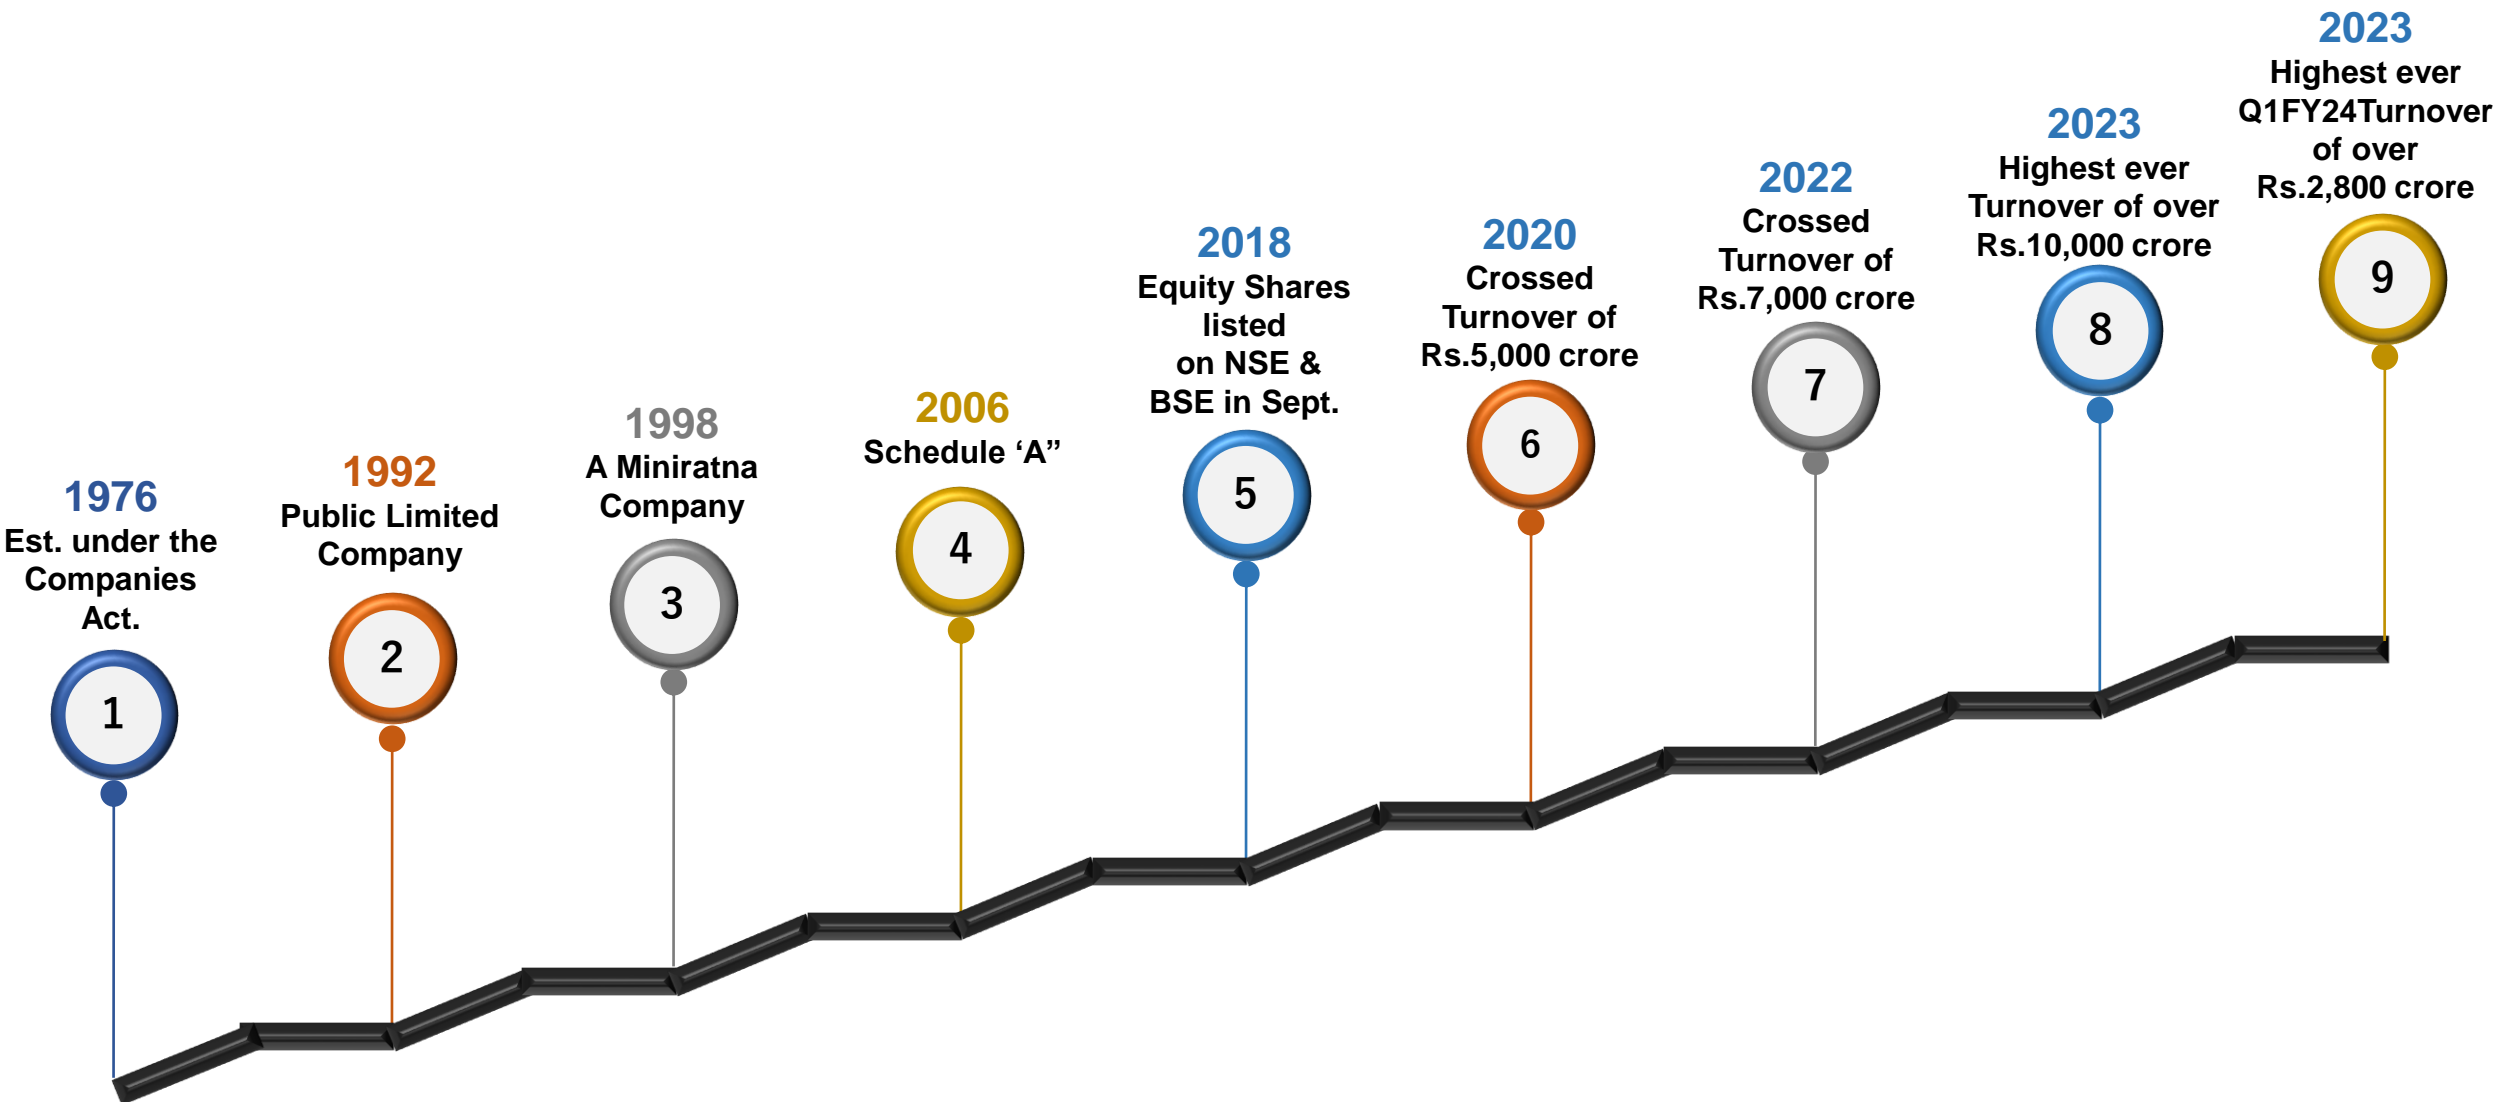 1976
Est. under the
Companies
Act.
1
1992
Public Limited
Company
2
1998
A Miniratna
Company
3
2006
Schedule ‘A”
4
2018
Equity Shares
listed
on NSE &
BSE in Sept.
5
2020
Crossed
Turnover of
Rs.5,000 crore
6
2022
Crossed
Turnover of
Rs.7,000 crore
7
2023
Highest ever
Turnover of over
Rs.10,000 crore
8
2023
Highest ever
Q1FY24Turnover
of over
Rs.2,800 crore
9